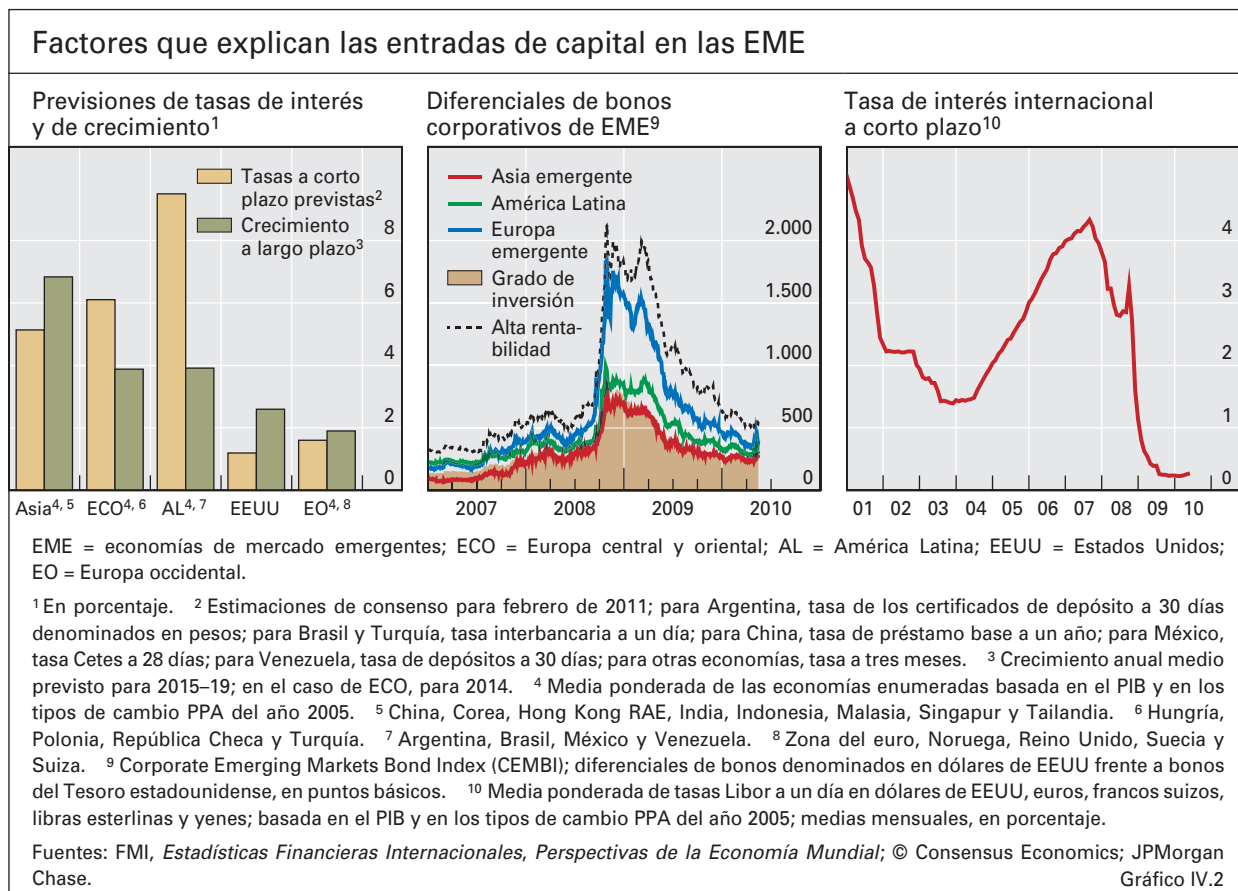 Factores que explican las entradas de capital en las EME
Previsiones de tasas de interés
y de crecimiento¹
Tasas a corto
plazo previstas²
Crecimiento
a largo plazo³
8
6
4
2
0
Asia⁴, ⁵ ECO⁴, ⁶ AL⁴, ⁷ EEUU EO⁴, ⁸
Diferenciales de bonos
corporativos de EME⁹
Asia emergente
América Latina
Europa
emergente
Grado de
inversión
Alta renta-
bilidad
2.000
1.500
1.000
500
0
2007 2008 2009 2010
Tasa de interés internacional
a corto plazo¹⁰
4
3
2
1
0
01 02 03 04 05 06 07 08 09 10
EME = economías de mercado emergentes; ECO = Europa central y oriental; AL = América Latina; EEUU = Estados Unidos;
EO = Europa occidental.
¹ En porcentaje. ² Estimaciones de consenso para febrero de 2011; para Argentina, tasa de los certificados de depósito a 30 días
denominados en pesos; para Brasil y Turquía, tasa interbancaria a un día; para China, tasa de préstamo base a un año; para México,
tasa Cetes a 28 días; para Venezuela, tasa de depósitos a 30 días; para otras economías, tasa a tres meses. ³ Crecimiento anual medio
previsto para 2015–19; en el caso de ECO, para 2014. ⁴ Media ponderada de las economías enumeradas basada en el PIB y en los
tipos de cambio PPA del año 2005. ⁵ China, Corea, Hong Kong RAE, India, Indonesia, Malasia, Singapur y Tailandia. ⁶ Hungría,
Polonia, República Checa y Turquía. ⁷ Argentina, Brasil, México y Venezuela. ⁸ Zona del euro, Noruega, Reino Unido, Suecia y
Suiza. ⁹ Corporate Emerging Markets Bond Index (CEMBI); diferenciales de bonos denominados en dólares de EEUU frente a bonos
del Tesoro estadounidense, en puntos básicos. ¹⁰ Media ponderada de tasas Libor a un día en dólares de EEUU, euros, francos suizos,
libras esterlinas y yenes; basada en el PIB y en los tipos de cambio PPA del año 2005; medias mensuales, en porcentaje.
Fuentes: FMI, Estadísticas Financieras Internacionales, Perspectivas de la Economía Mundial; © Consensus Economics; JPMorgan
Chase.
Gráfico IV.2